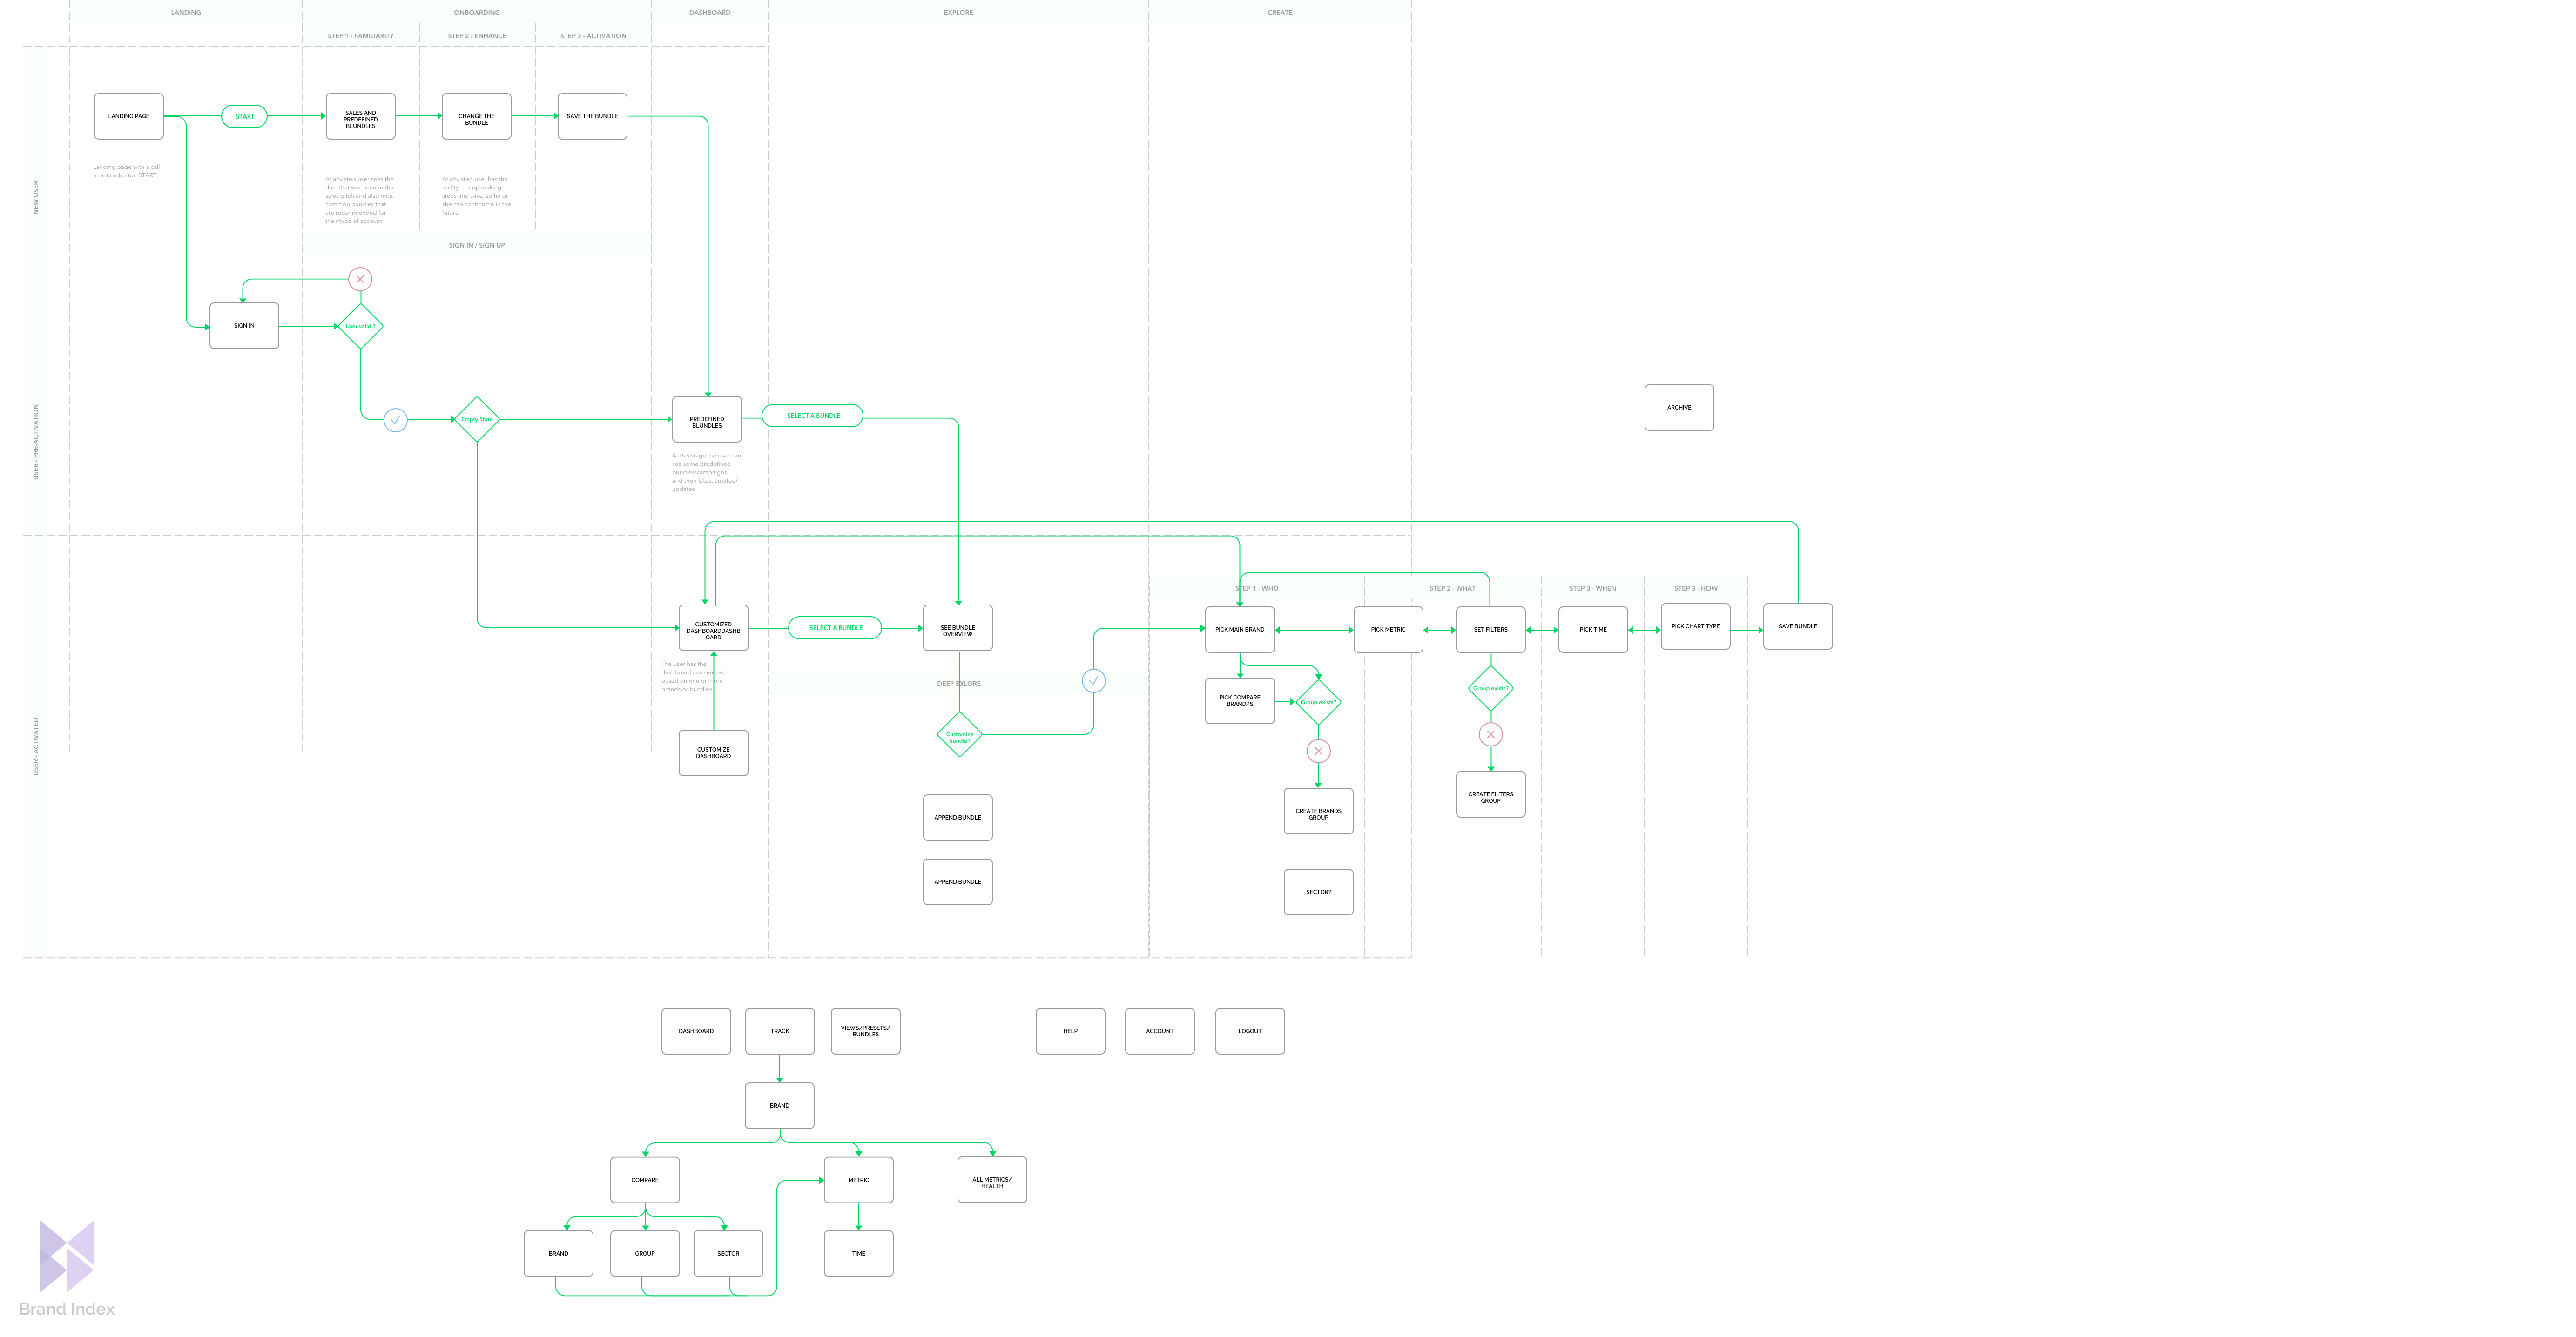 LANDING
ONBOARDING
DASHBOARD
EXPLORE
CREATE
STEP 1 - FAMILIARITY
STEP 2 - ENHANCE
STEP 3 - ACTIVATION
NEW USER
LANDING PAGE
START
SALES AND
PREDEFINED
BLUNDLES
CHANGE THE
BUNDLE
SAVE THE BUNDLE
Landing page with a call
to action button START
At any step user sees the
data that was used in the
sales pitch and also most
common bundles that
are recommended for
their type of account
At any step user has the
ability to stop making
steps and save, so he or
she can continume in the
future
SIGN IN / SIGN UP
SIGN IN
User valid ?
USER - PRE-ACTIVATION
Empty State
PREDEFINED
BLUNDLES
SELECT A BUNDLE
At this stage the user can
see some predefined
bundles/campaigns
and their latest created/
updated
ARCHIVE
USER - ACTIVATED
STEP 1 - WHO
STEP 2 - WHAT
STEP 3 - WHEN
STEP 3 - HOW
CUSTOMIZED
DASHBOARDDASHB
OARD
SELECT A BUNDLE
SEE BUNDLE
OVERVIEW
PICK MAIN BRAND
PICK METRIC
SET FILTERS
PICK TIME
PICK CHART TYPE
SAVE BUNDLE
The user has the
dashboard customized
based on one or more
brands or bundles
DEEP EXLORE
CUSTOMIZE
DASHBOARD
Customize
bundle?
PICK COMPARE
BRAND/S
Group exists?
Group exists?
APPEND BUNDLE
CREATE BRANDS
GROUP
CREATE FILTERS
GROUP
APPEND BUNDLE
SECTOR?
DASHBOARD
TRACK
VIEWS/PRESETS/
BUNDLES
HELP
ACCOUNT
LOGOUT
BRAND
COMPARE
METRIC
ALL METRICS/
HEALTH
BRAND
GROUP
SECTOR
TIME
Brand Index